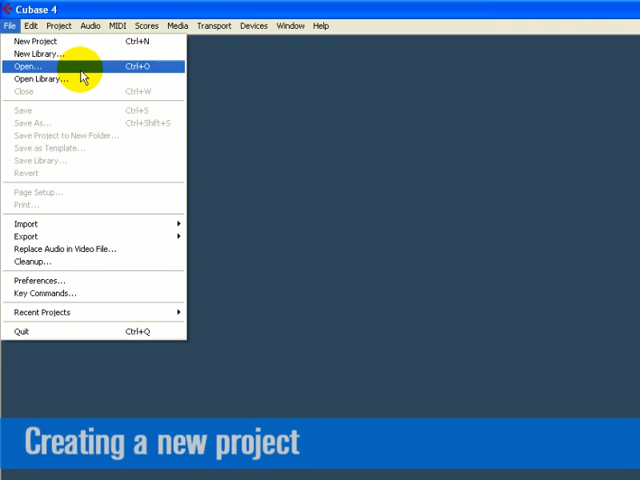 Cubase 4
File Edit Project Audio MIDI Scores Media Transport Devices Window Help
New Project Ctrl+N
New Library...
Open... Ctrl+O
Open Library...
Close Ctrl+W
Save Ctrl+S
Save As... Ctrl+Shift+S
Save Project to New Folder...
Save as Template...
Save Library...
Revert
Page Setup...
Print...
Import
Export
Replace Audio in Video File...
Cleanup...
Preferences...
Key Commands...
Recent Projects
Quit Ctrl+Q
Creating a new project